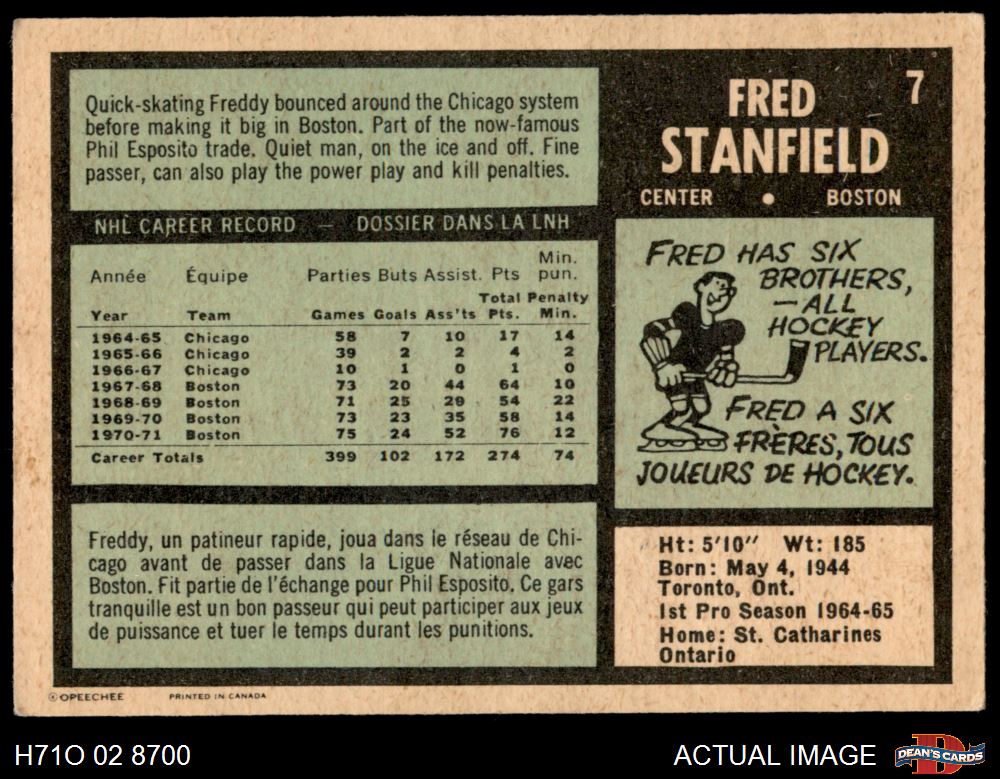 Quick-skating Freddy bounced around the Chicago system
before making it big in Boston. Part of the now-famous
Phil Esposito trade. Quiet man, on the ice and off. Fine
passer, can also play the power play and kill penalties.
FRED 7
STANFIELD
CENTER • BOSTON
NHL CAREER RECORD — DOSSIER DANS LA LNH
Min.
Année Équipe Parties Buts Assist. Pts pun.
Total Penalty
Year Team Games Goals Ass'ts Pts. Min.
1964-65 Chicago 58 7 10 17 14
1965-66 Chicago 39 2 2 4 2
1966-67 Chicago 10 1 0 1 0
1967-68 Boston 73 20 44 64 10
1968-69 Boston 71 25 29 54 22
1969-70 Boston 73 23 35 58 14
1970-71 Boston 75 24 52 76 12
Career Totals 399 102 172 274 74
FRED HAS SIX
BROTHERS,
—ALL
HOCKEY
PLAYERS.
FRED A SIX
FRÈRES, TOUS
JOUEURS DE HOCKEY.
Freddy, un patineur rapide, joua dans le réseau de Chi-
cago avant de passer dans la Ligue Nationale avec
Boston. Fit partie de l'échange pour Phil Esposito. Ce gars
tranquille est un bon passeur qui peut participer aux jeux
de puissance et tuer le temps durant les punitions.
Ht: 5'10" Wt: 185
Born: May 4, 1944
Toronto, Ont.
1st Pro Season 1964-65
Home: St. Catharines
Ontario
© OPEECHEE PRINTED IN CANADA
H71O 02 8700 ACTUAL IMAGE D DEAN'S CARDS